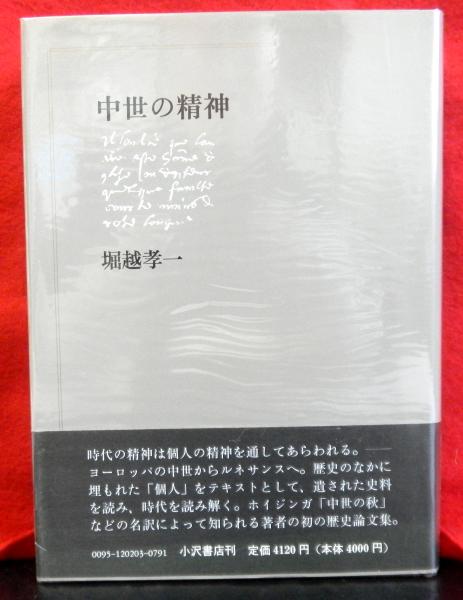 中世の精神
堀越孝一
時代の精神は個人の精神を通してあらわれる。――
ヨーロッパの中世からルネサンスへ。歴史のなかに
埋もれた「個人」をテキストとして、遺された史料
を読み、時代を読み解く。ホイジンガ「中世の秋」
などの名訳によって知られる著者の初の歴史論文集。
0095-120203-0791 小沢書店刊 定価4120円（本体4000円）